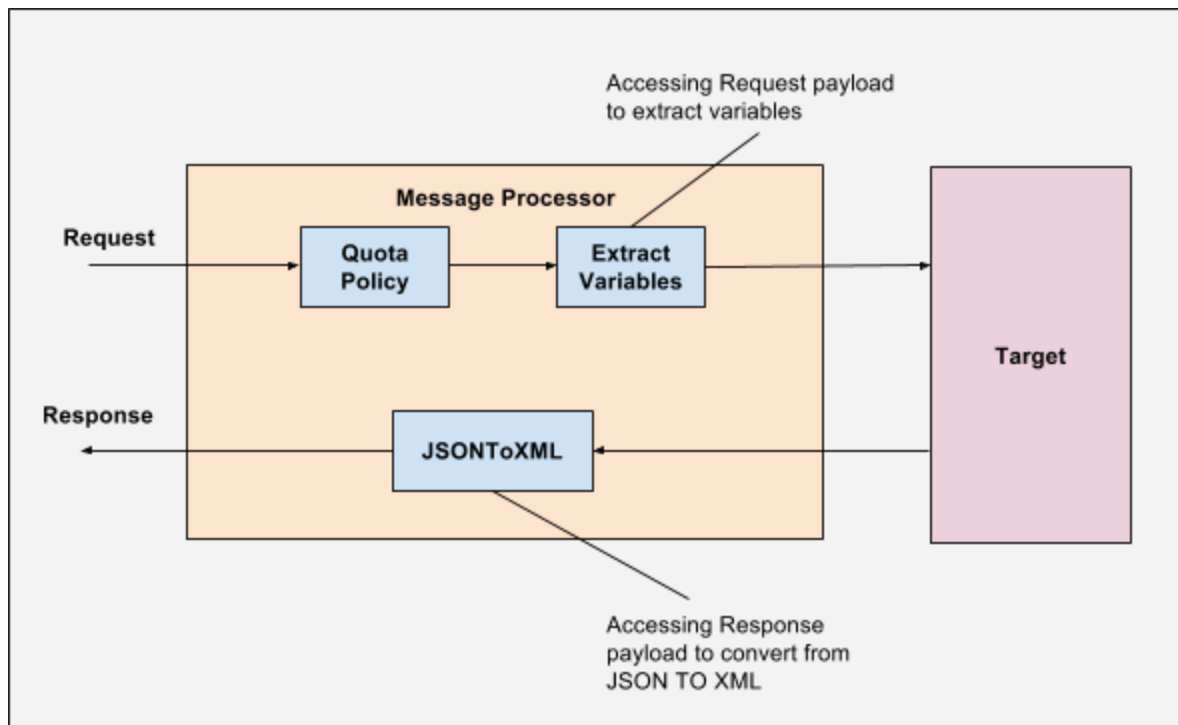 Accessing Request payload
to extract variables
Message Processor
Request
Quota
Policy
Extract
Variables
Target
Response
JSONToXML
Accessing Response
payload to convert from
JSON TO XML